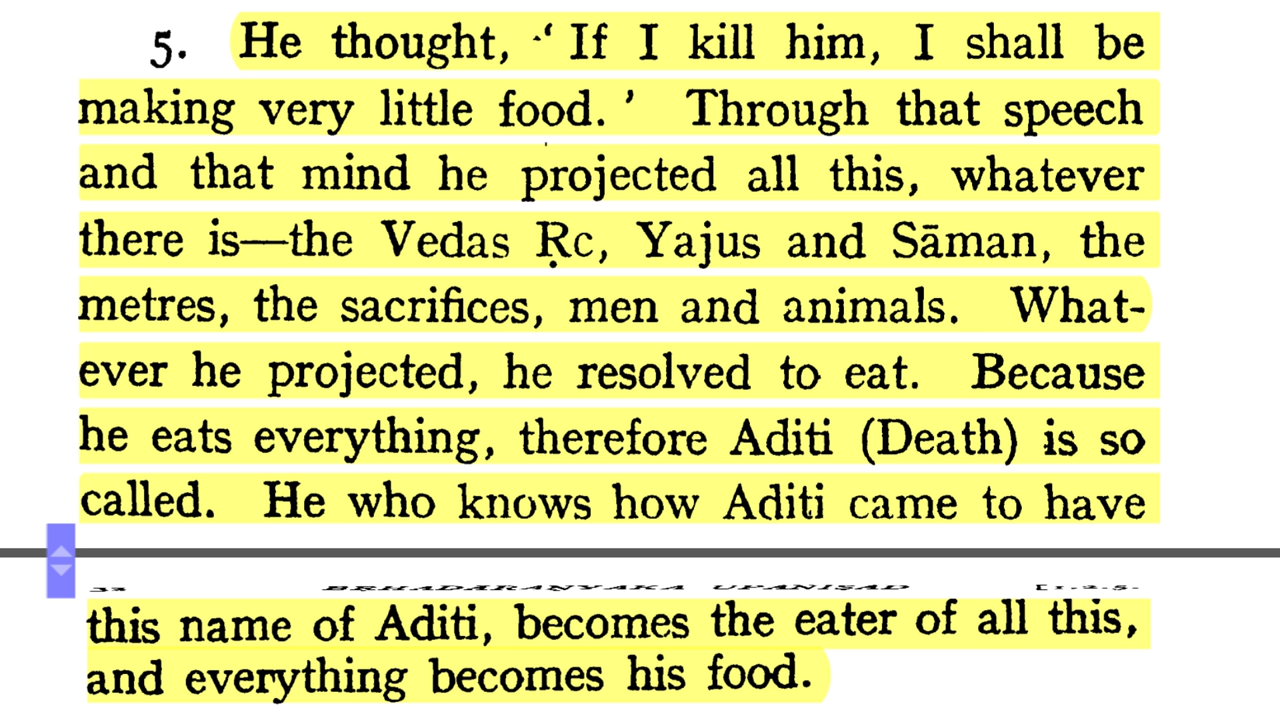 5. He thought, ‘ If I kill him, I shall be
making very little food. ’ Through that speech
and that mind he projected all this, whatever
there is—the Vedas Ṛc, Yajus and Sāman, the
metres, the sacrifices, men and animals. What-
ever he projected, he resolved to eat. Because
he eats everything, therefore Aditi (Death) is so
called. He who knows how Aditi came to have
32 BṚHADĀRAṆYAKA UPANIṢAD [1.2.5.
this name of Aditi, becomes the eater of all this,
and everything becomes his food.